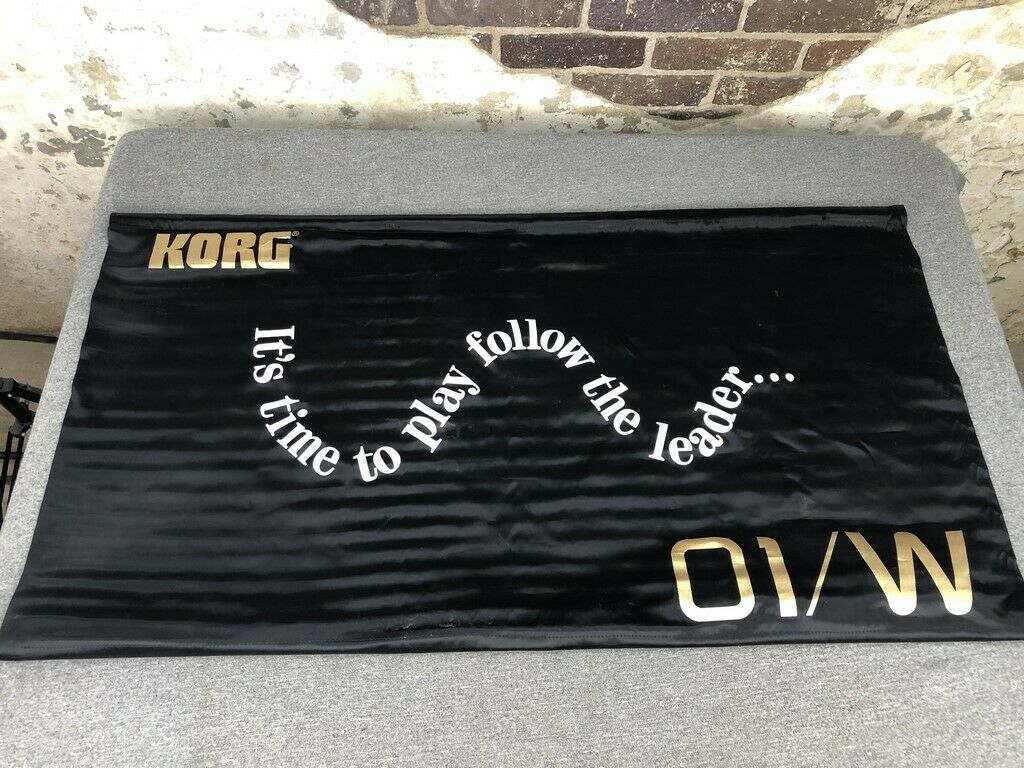 KORG®
It's time to play follow the leader...
01/W